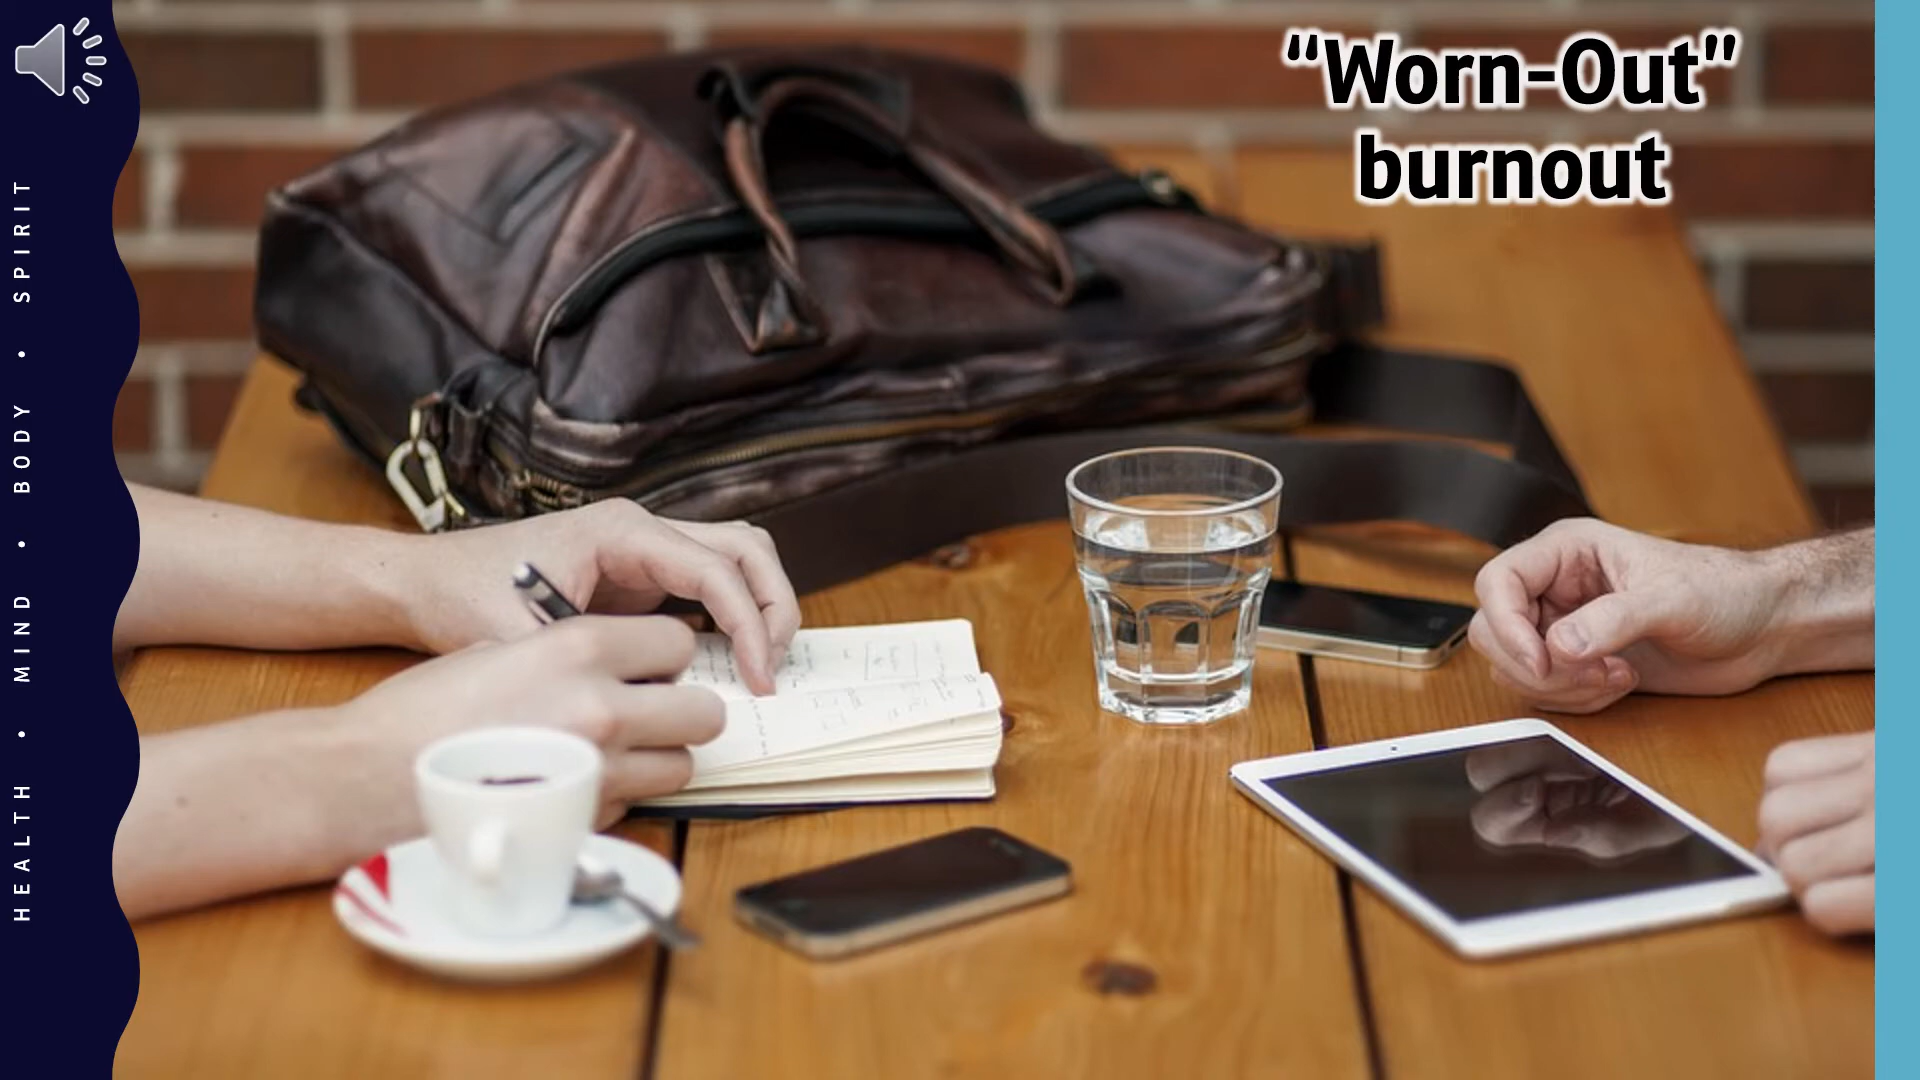 “Worn-Out”
burnout
HEALTH • MIND • BODY • SPIRIT